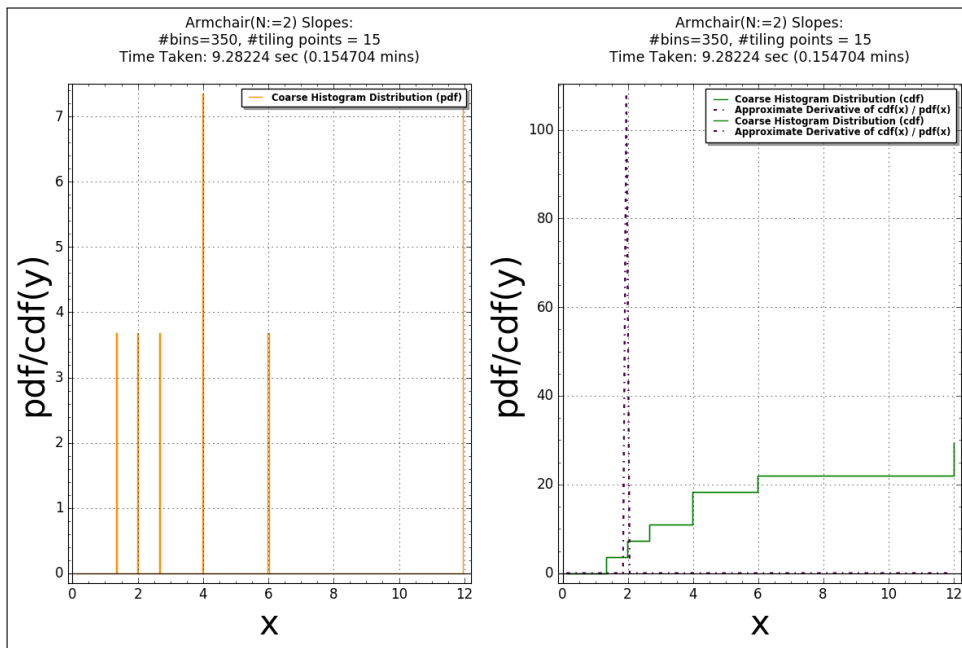 Armchair(N:=2) Slopes:
#bins=350, #tiling points = 15
Time Taken: 9.28224 sec (0.154704 mins)
Coarse Histogram Distribution (pdf)
pdf/cdf(y)
7
6
5
4
3
2
1
0
0
2
4
6
8
10
12
x
Armchair(N:=2) Slopes:
#bins=350, #tiling points = 15
Time Taken: 9.28224 sec (0.154704 mins)
Coarse Histogram Distribution (cdf)
Approximate Derivative of cdf(x) / pdf(x)
Coarse Histogram Distribution (cdf)
Approximate Derivative of cdf(x) / pdf(x)
pdf/cdf(y)
100
80
60
40
20
0
0
2
4
6
8
10
12
x